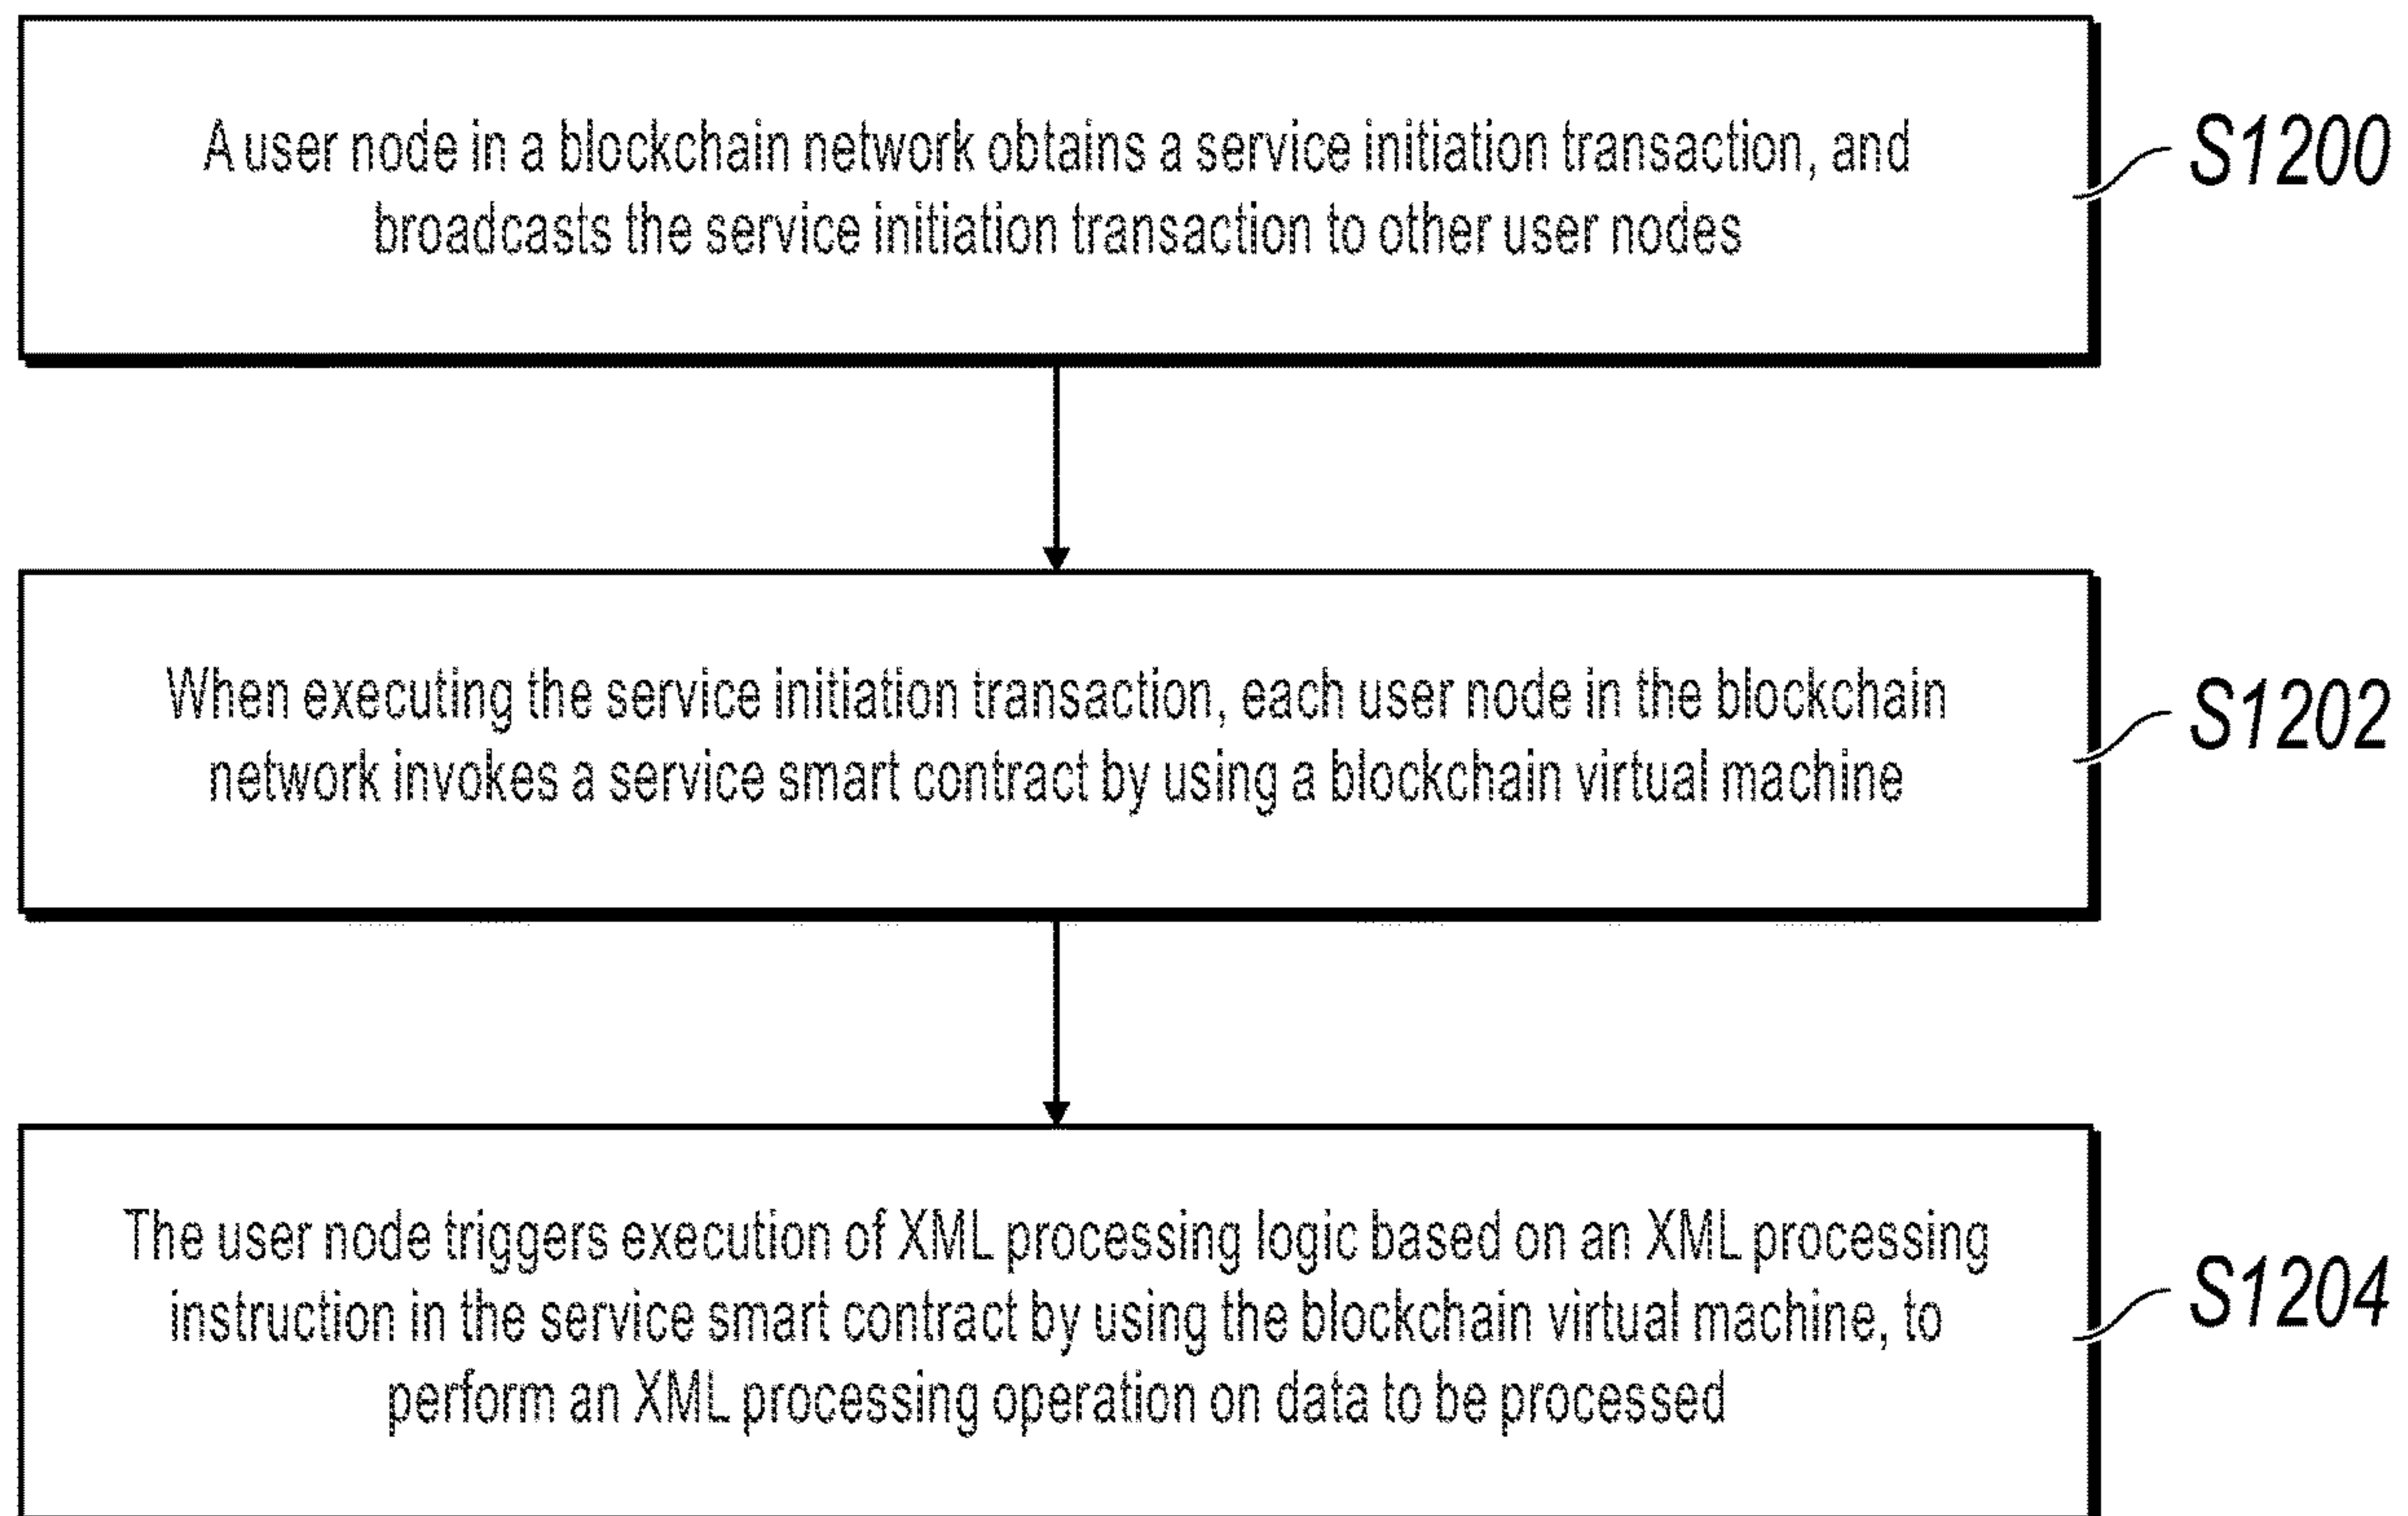 A user node in a blockchain network obtains a service initiation transaction, and
broadcasts the service initiation transaction to other user nodes
S1200
When executing the service initiation transaction, each user node in the blockchain
network invokes a service smart contract by using a blockchain virtual machine
S1202
The user node triggers execution of XML processing logic based on an XML processing
instruction in the service smart contract by using the blockchain virtual machine, to
perform an XML processing operation on data to be processed
S1204